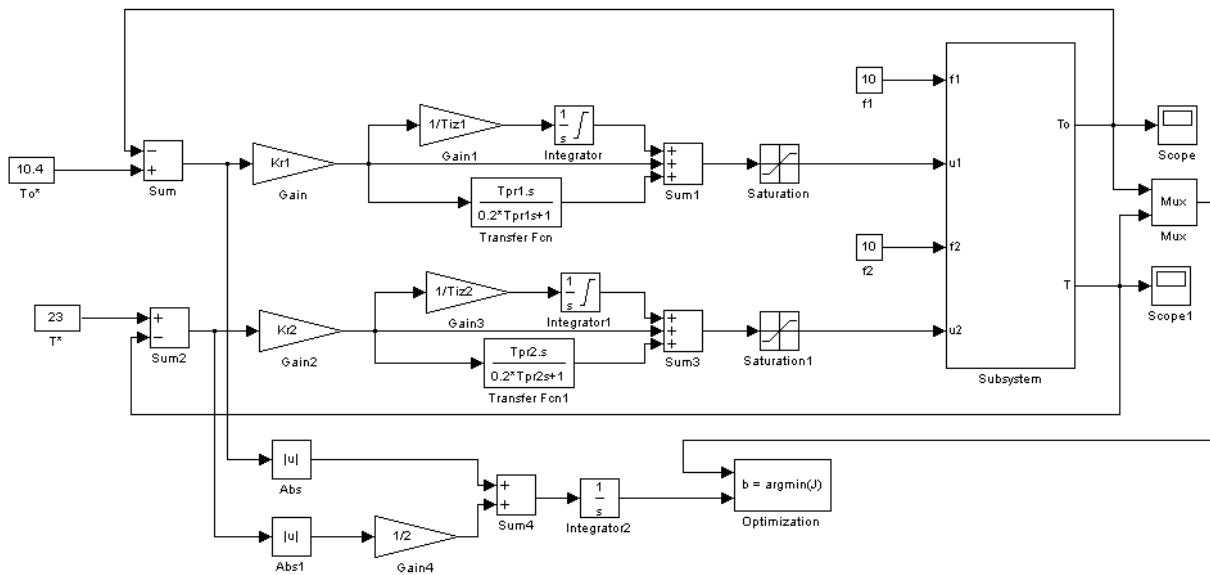 10
f1
f1
To
Scope
10.4
To*
−
+
Sum
Kr1
Gain
1/Tiz1
Gain1
1
s
Integrator
+
+
+
Sum1
Saturation
u1
Tpr1.s
0.2*Tpr1s+1
Transfer Fcn
Mux
Mux
10
f2
f2
23
T*
+
−
Sum2
Kr2
Gain2
1/Tiz2
Gain3
1
s
Integrator1
+
+
+
Sum3
Saturation1
u2
T
Scope1
Tpr2.s
0.2*Tpr2s+1
Transfer Fcn1
Subsystem
|u|
Abs
+
+
Sum4
1
s
Integrator2
b = argmin(J)
Optimization
|u|
Abs1
1/2
Gain4